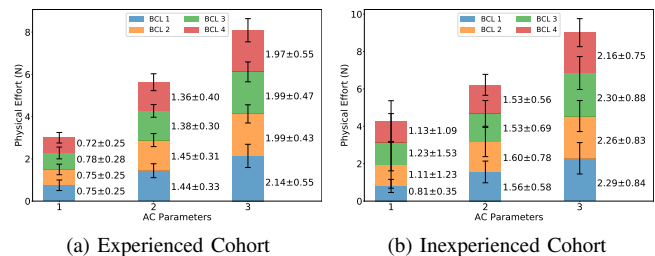 BCL 1
BCL 2
BCL 3
BCL 4
Physical Effort (N)
8
6
4
2
0
0.72±0.25
0.78±0.28
0.75±0.25
0.75±0.25
1.36±0.40
1.38±0.30
1.45±0.31
1.44±0.33
1.97±0.55
1.99±0.47
1.99±0.43
2.14±0.55
1 2 3
AC Parameters
(a) Experienced Cohort
BCL 1
BCL 2
BCL 3
BCL 4
Physical Effort (N)
10
8
6
4
2
0
1.13±1.09
1.23±1.53
1.11±1.23
0.81±0.35
1.53±0.56
1.53±0.69
1.60±0.78
1.56±0.58
2.16±0.75
2.30±0.88
2.26±0.83
2.29±0.84
1 2 3
AC Parameters
(b) Inexperienced Cohort